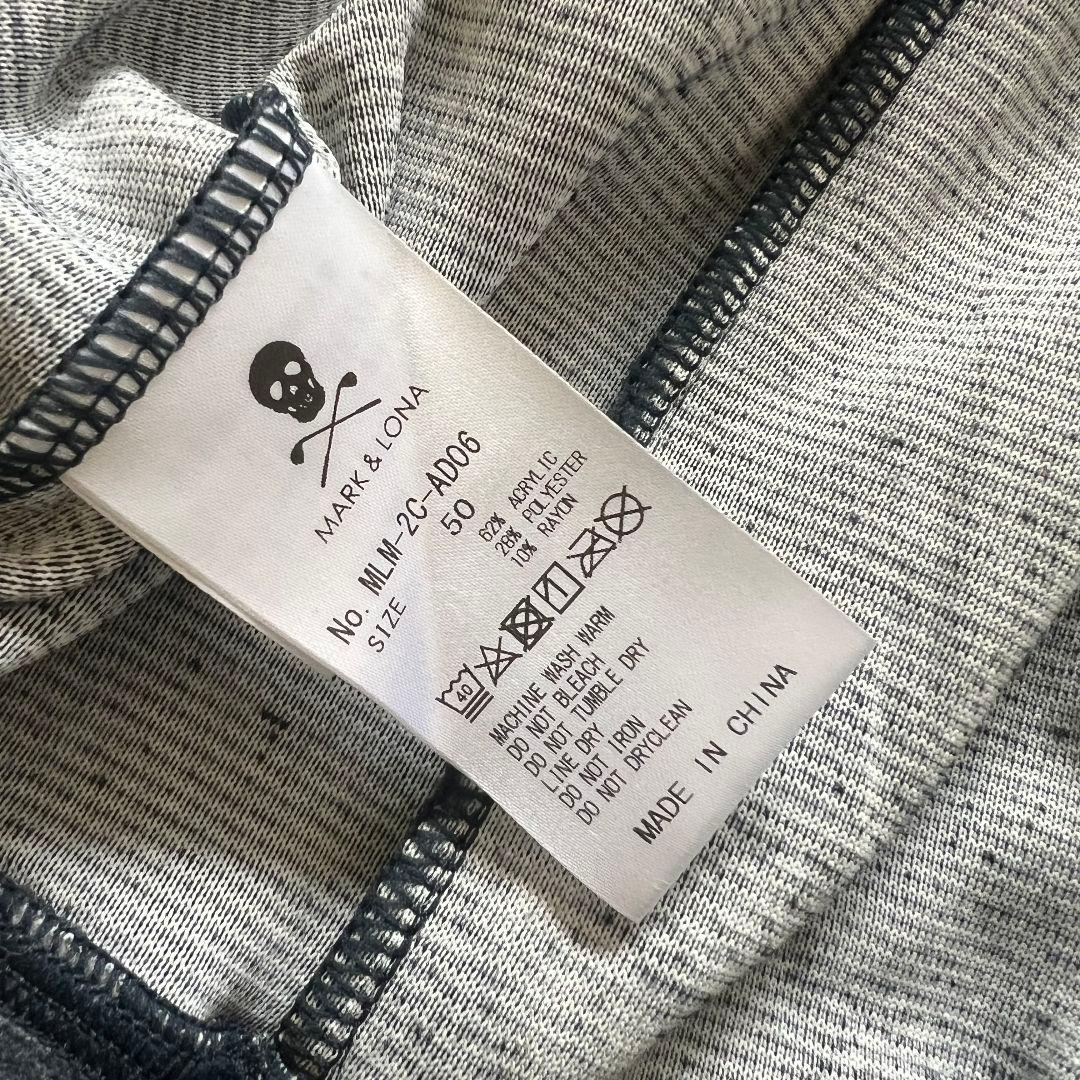 MARK & LONA
No. MLM-2C-AD06
SIZE 50
62% ACRYLIC
28% POLYESTER
10% RAYON
40
MACHINE WASH WARM
DO NOT BLEACH
DO NOT TUMBLE DRY
LINE DRY
DO NOT IRON
DO NOT DRYCLEAN
MADE IN CHINA